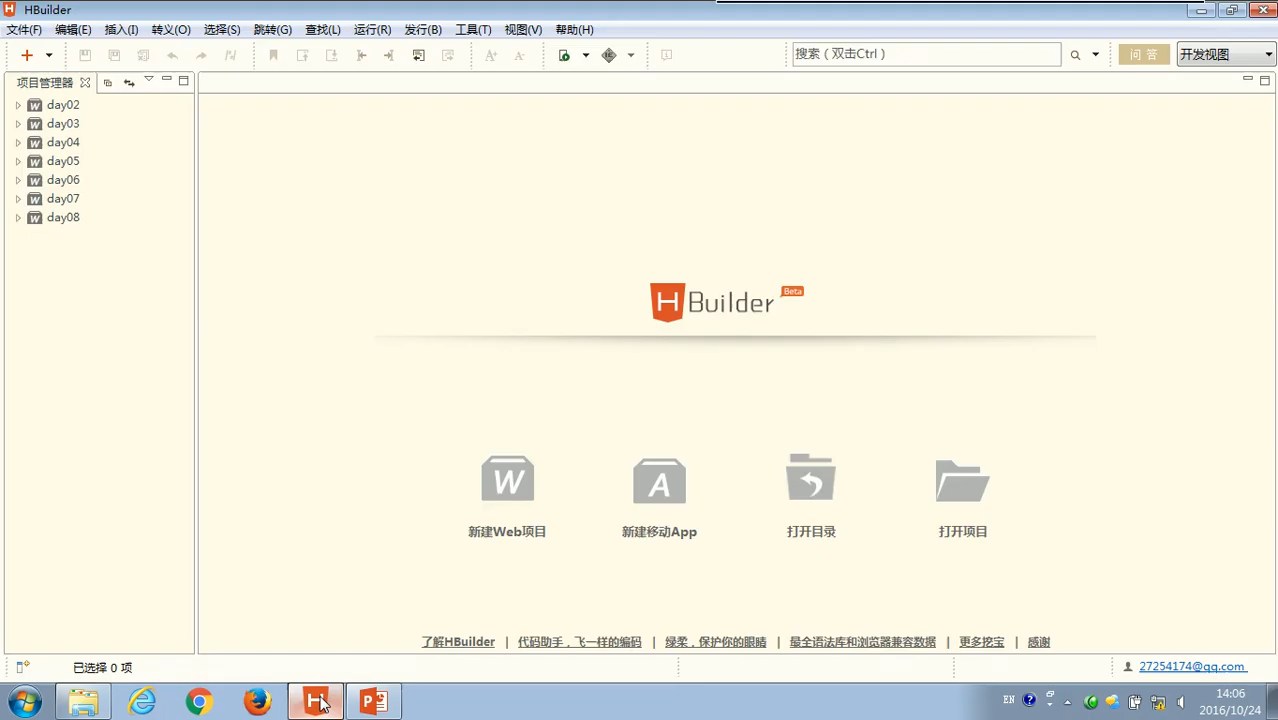 HBuilder
文件(F) 编辑(E) 插入(I) 转义(O) 选择(S) 跳转(G) 查找(L) 运行(R) 发行(B) 工具(T) 视图(V) 帮助(H)
搜索（双击Ctrl） 问 答 开发视图
项目管理器
day02
day03
day04
day05
day06
day07
day08
HBuilder Beta
新建Web项目 新建移动App 打开目录 打开项目
了解HBuilder | 代码助手，飞一样的编码 | 绿柔，保护你的眼睛 | 最全语法库和浏览器兼容数据 | 更多挖宝 | 感谢
已选择 0 项 27254174@qq.com
EN 14:06
2016/10/24